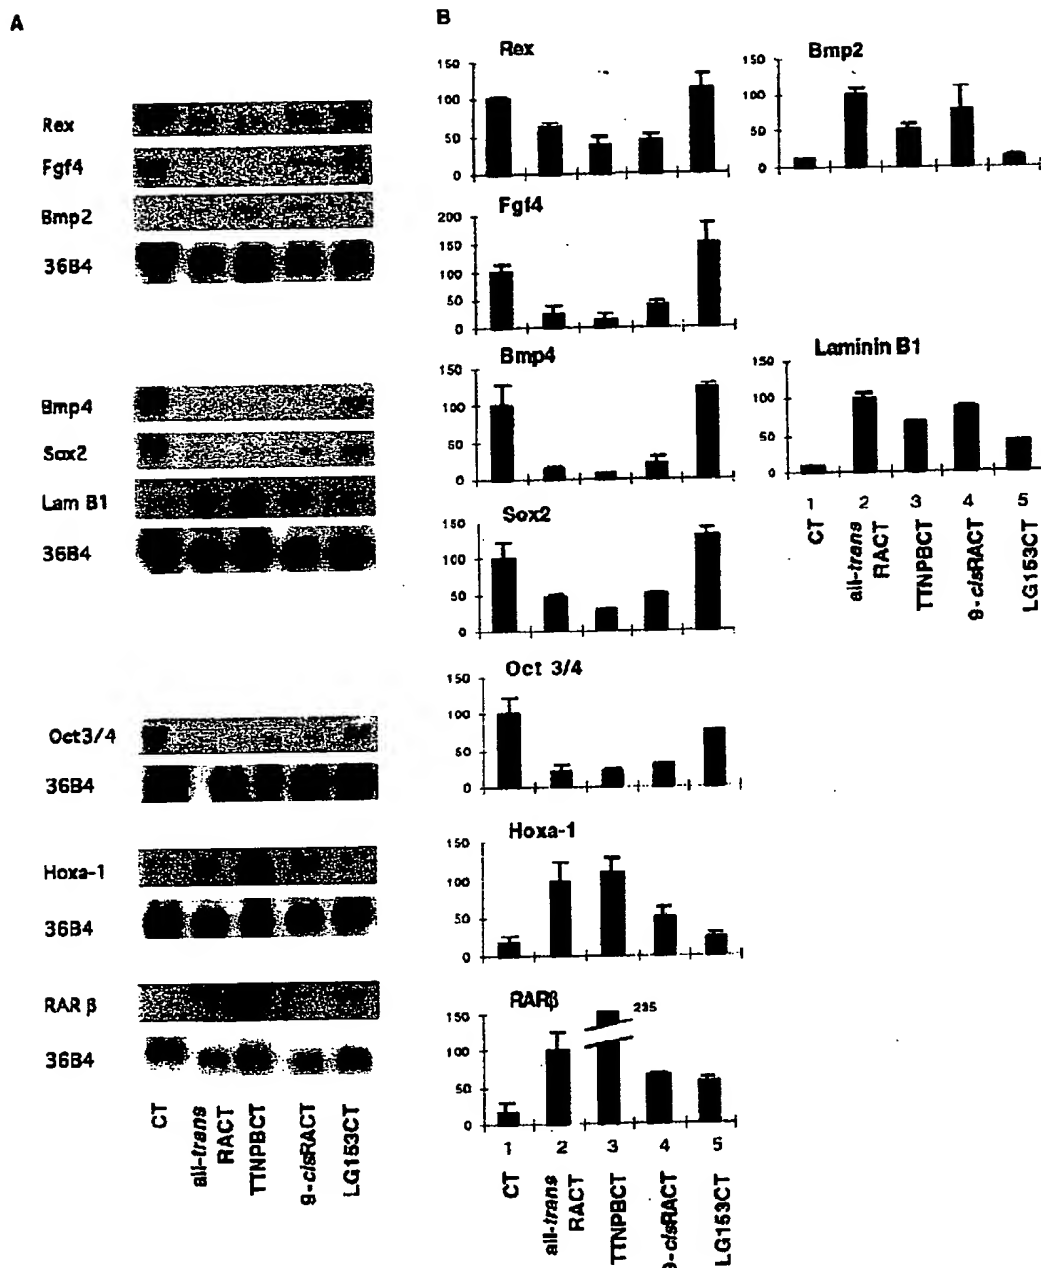 A
Rex
Fgf4
Bmp2
36B4
Bmp4
Sox2
Lam B1
36B4
Oct3/4
36B4
Hoxa-1
36B4
RAR β
36B4
CT
all-trans
RACT
TTNPBCT
9-cisRACT
LG153CT
B
Rex
150
100
50
0
Bmp2
150
100
50
0
Fgf4
200
150
100
50
0
Bmp4
150
100
50
0
Laminin B1
150
100
50
0
1 2 3 4 5
CT
all-trans
RACT
TTNPBCT
9-cisRACT
LG153CT
Sox2
150
100
50
0
Oct 3/4
150
100
50
0
Hoxa-1
150
100
50
0
RARβ
235
150
100
50
0
1 2 3 4 5
CT
all-trans
RACT
TTNPBCT
9-cisRACT
LG153CT